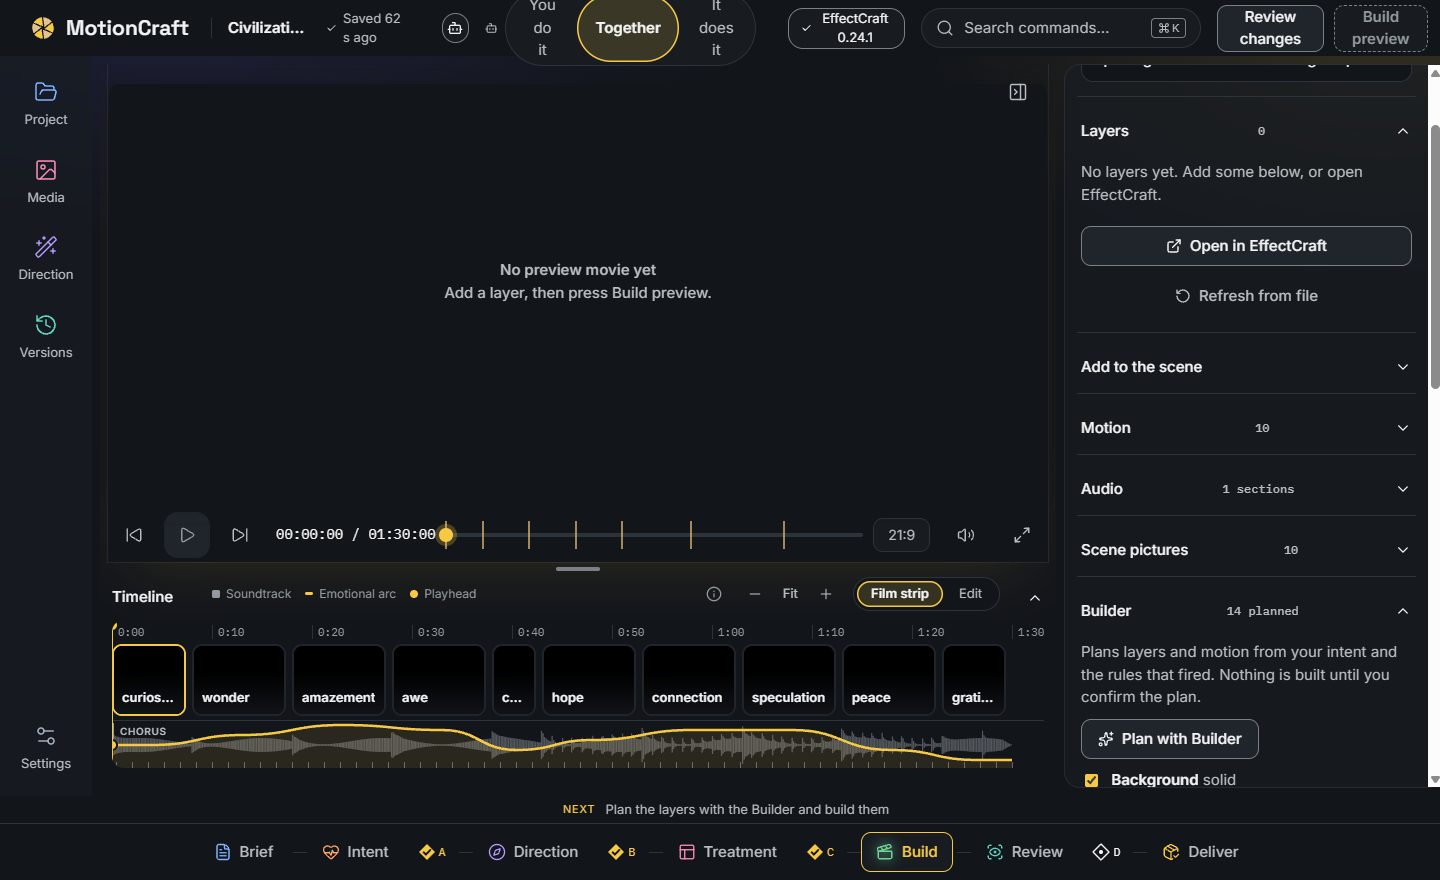 MotionCraft
Civilizati...
Saved 62
s ago
You
do
it
Together
It
does
it
EffectCraft
0.24.1
Search commands...
⌘ K
Review
changes
Build
preview
Project
Media
Direction
Versions
Settings
No preview movie yet
Add a layer, then press Build preview.
00:00:00 / 01:30:00
21:9
Timeline
Soundtrack
Emotional arc
Playhead
Fit
Film strip
Edit
0:00
0:10
0:20
0:30
0:40
0:50
1:00
1:10
1:20
1:30
curios...
wonder
amazement
awe
c...
hope
connection
speculation
peace
grati...
CHORUS
Layers
0
No layers yet. Add some below, or open
EffectCraft.
Open in EffectCraft
Refresh from file
Add to the scene
Motion
10
Audio
1 sections
Scene pictures
10
Builder
14 planned
Plans layers and motion from your intent and
the rules that fired. Nothing is built until you
confirm the plan.
Plan with Builder
Background solid
NEXT Plan the layers with the Builder and build them
Brief
Intent
A
Direction
B
Treatment
C
Build
Review
D
Deliver